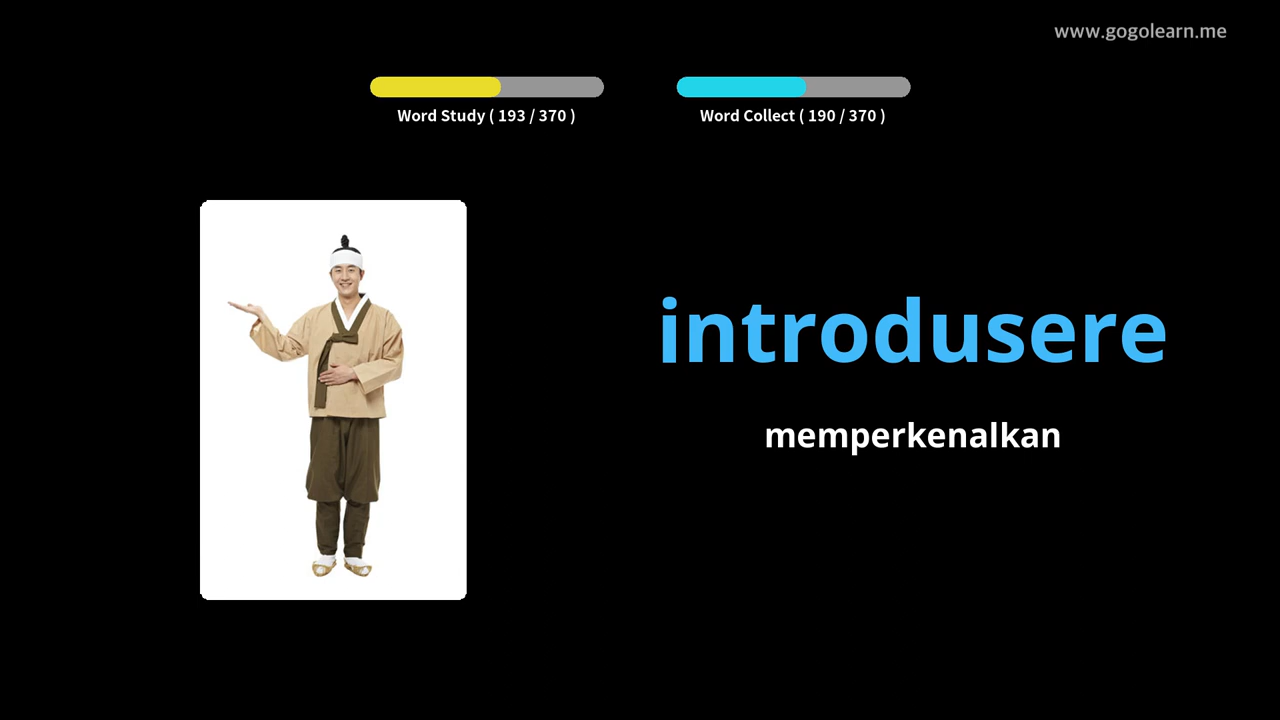 www.gogolearn.me
Word Study ( 193 / 370 )
Word Collect ( 190 / 370 )
introdusere
memperkenalkan